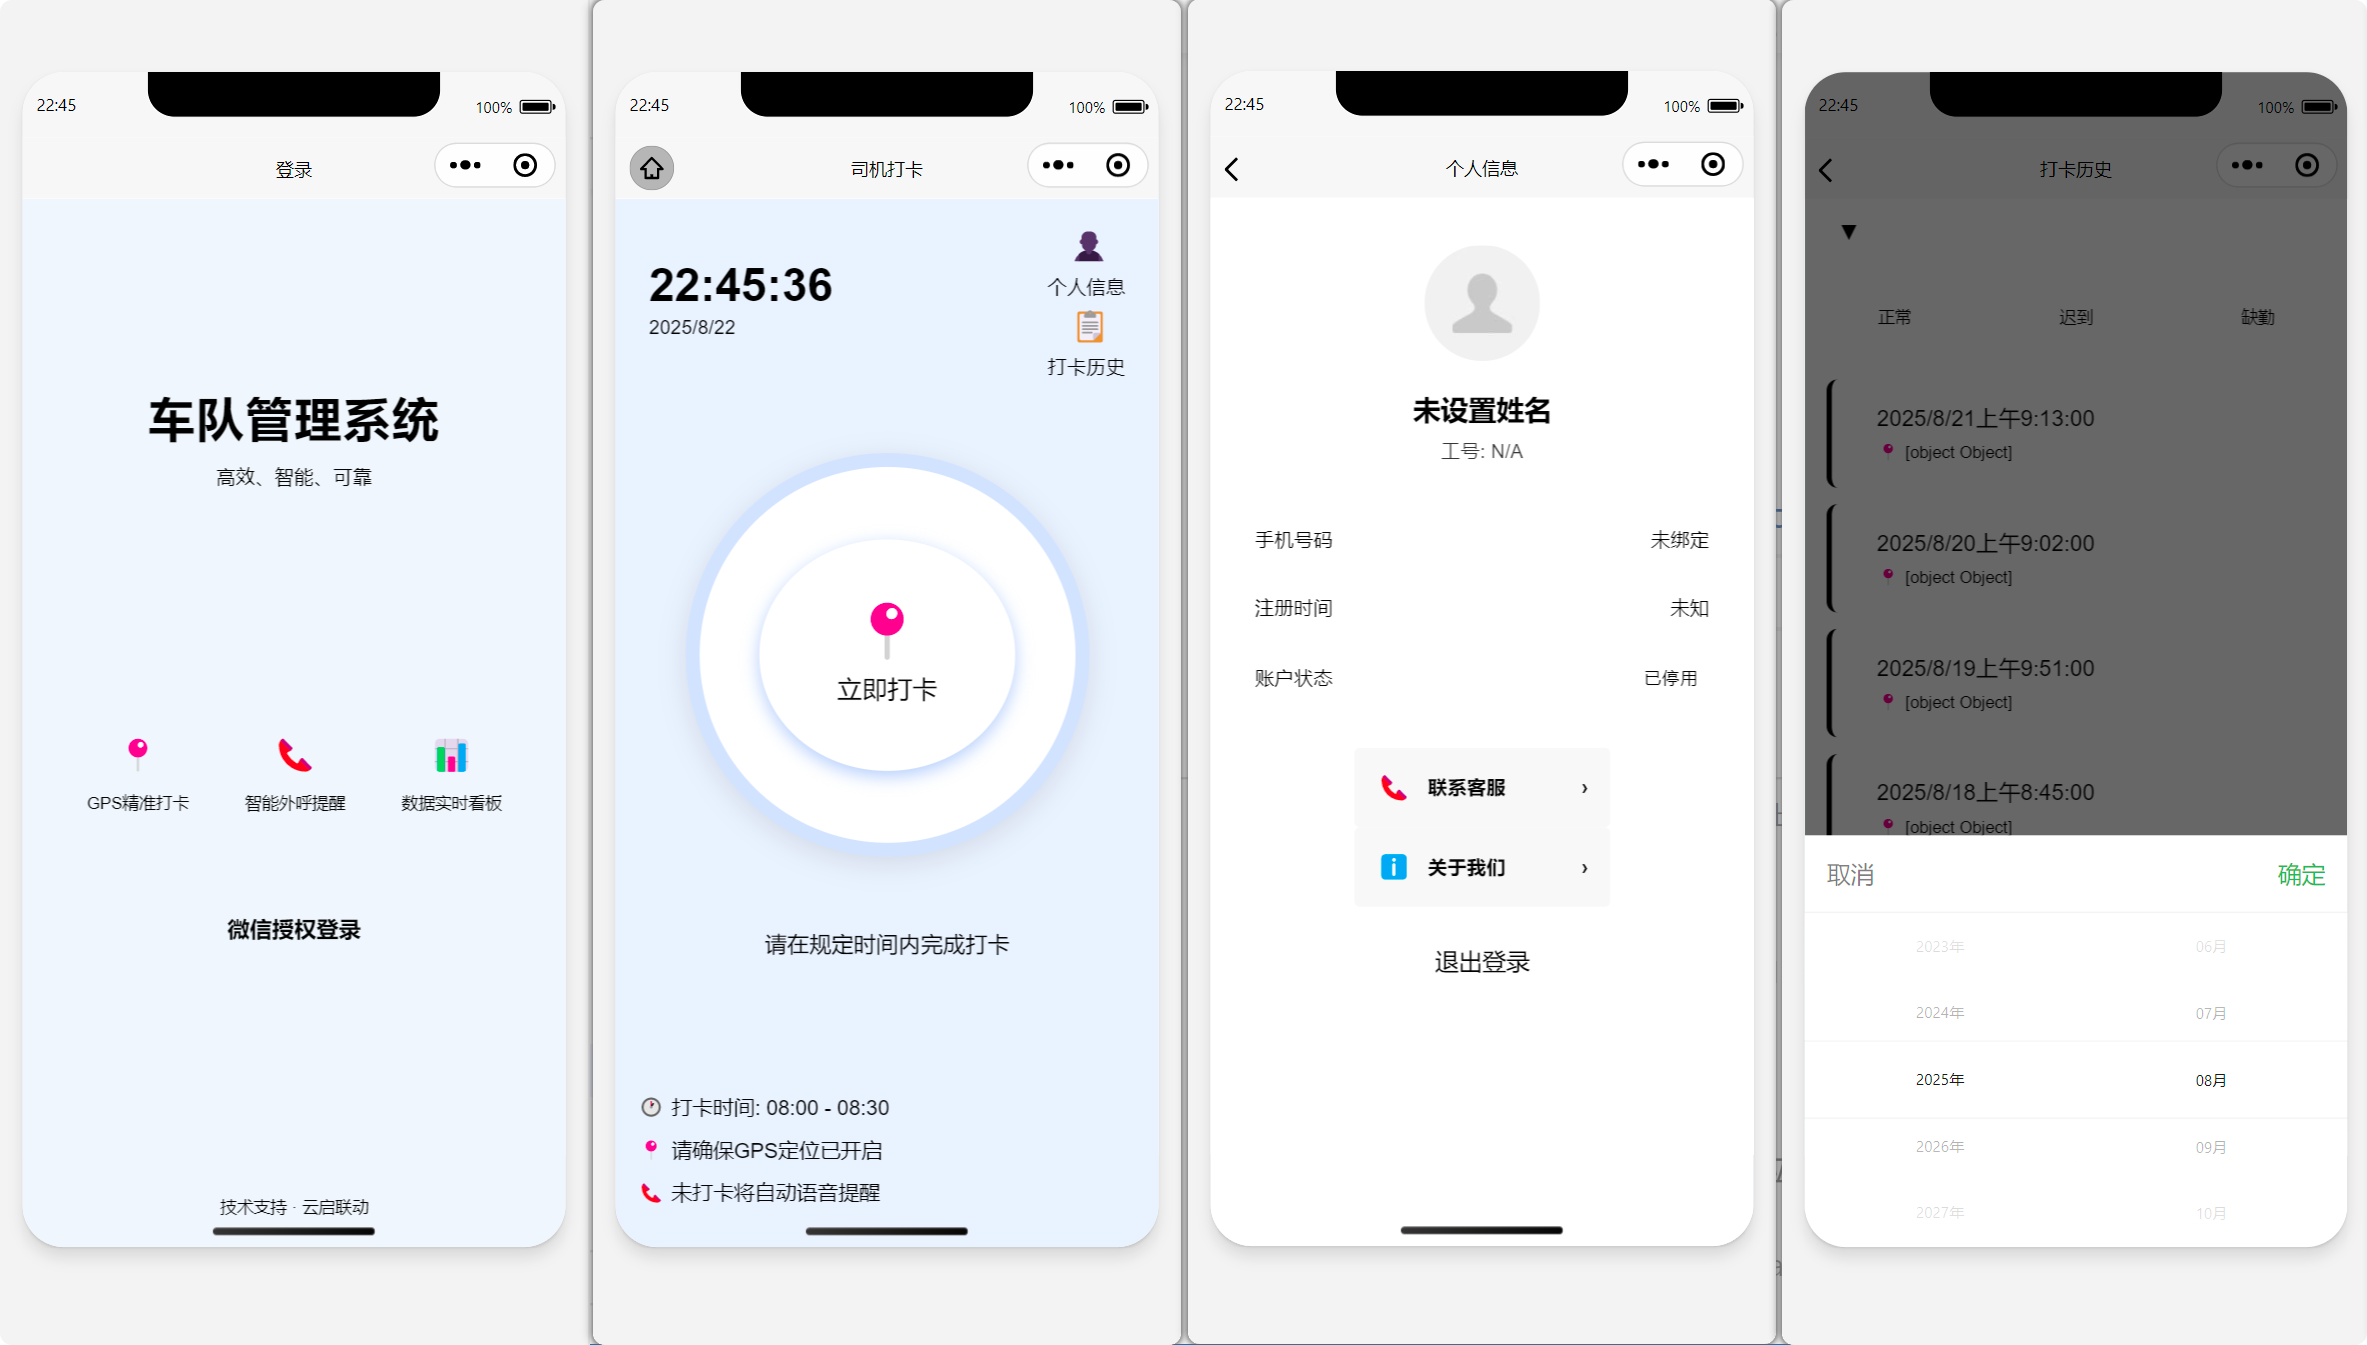 22:45
100%
登录
车队管理系统
高效、智能、可靠
GPS精准打卡
智能外呼提醒
数据实时看板
微信授权登录
技术支持 · 云启联动
22:45
100%
司机打卡
22:45:36
2025/8/22
个人信息
打卡历史
立即打卡
请在规定时间内完成打卡
打卡时间: 08:00 - 08:30
请确保GPS定位已开启
未打卡将自动语音提醒
22:45
100%
个人信息
未设置姓名
工号: N/A
手机号码 未绑定
注册时间 未知
账户状态 已停用
联系客服 ›
关于我们 ›
退出登录
22:45
100%
打卡历史
▼
正常 迟到 缺勤
2025/8/21上午9:13:00
[object Object]
2025/8/20上午9:02:00
[object Object]
2025/8/19上午9:51:00
[object Object]
2025/8/18上午8:45:00
[object Object]
取消 确定
2023年 06月
2024年 07月
2025年 08月
2026年 09月
2027年 10月